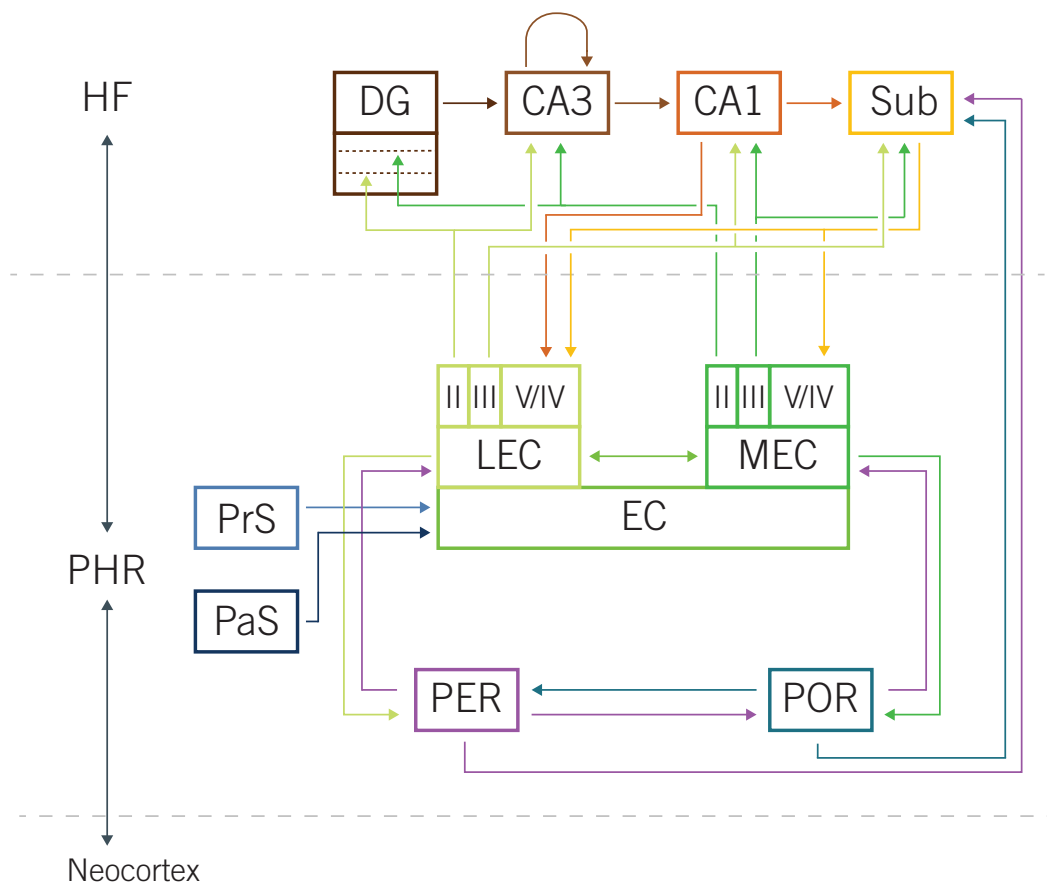 HF
DG
CA3
CA1
Sub
II
III
V/IV
II
III
V/IV
LEC
MEC
PrS
EC
PHR
PaS
PER
POR
Neocortex